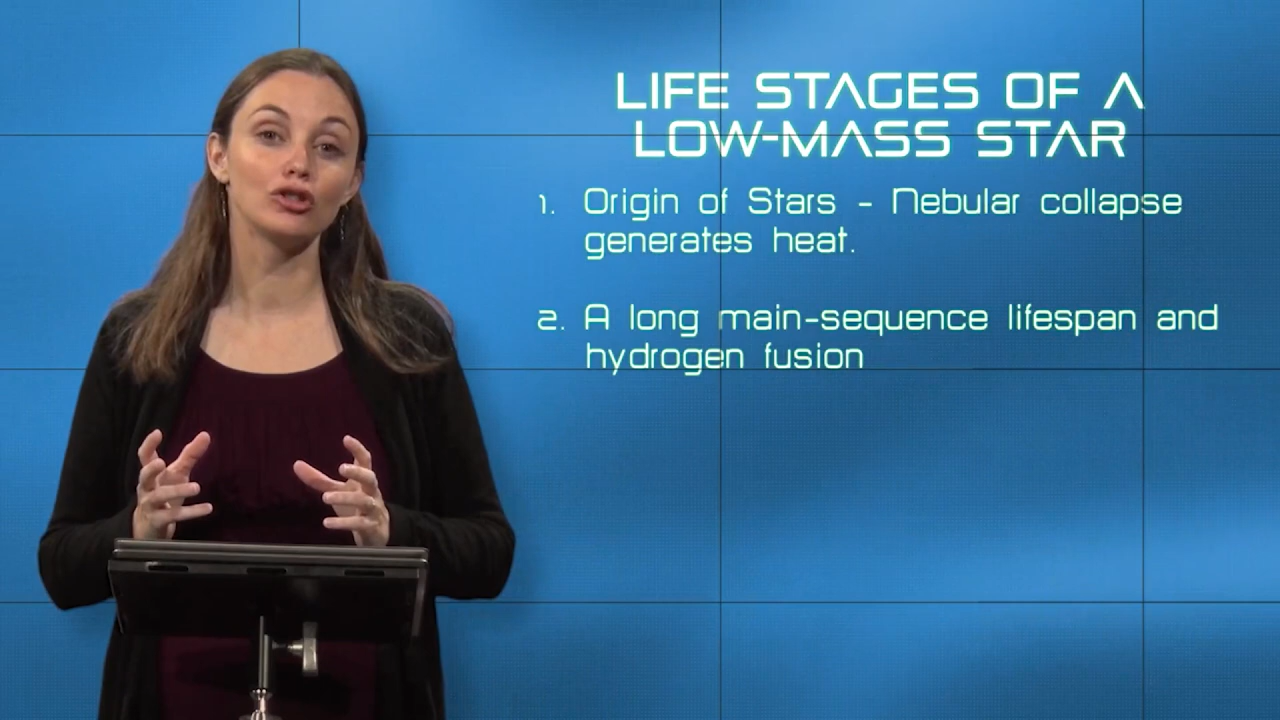 LIFE STAGES OF A
LOW-MASS STAR
1. Origin of Stars - Nebular collapse
generates heat.
2. A long main-sequence lifespan and
hydrogen fusion